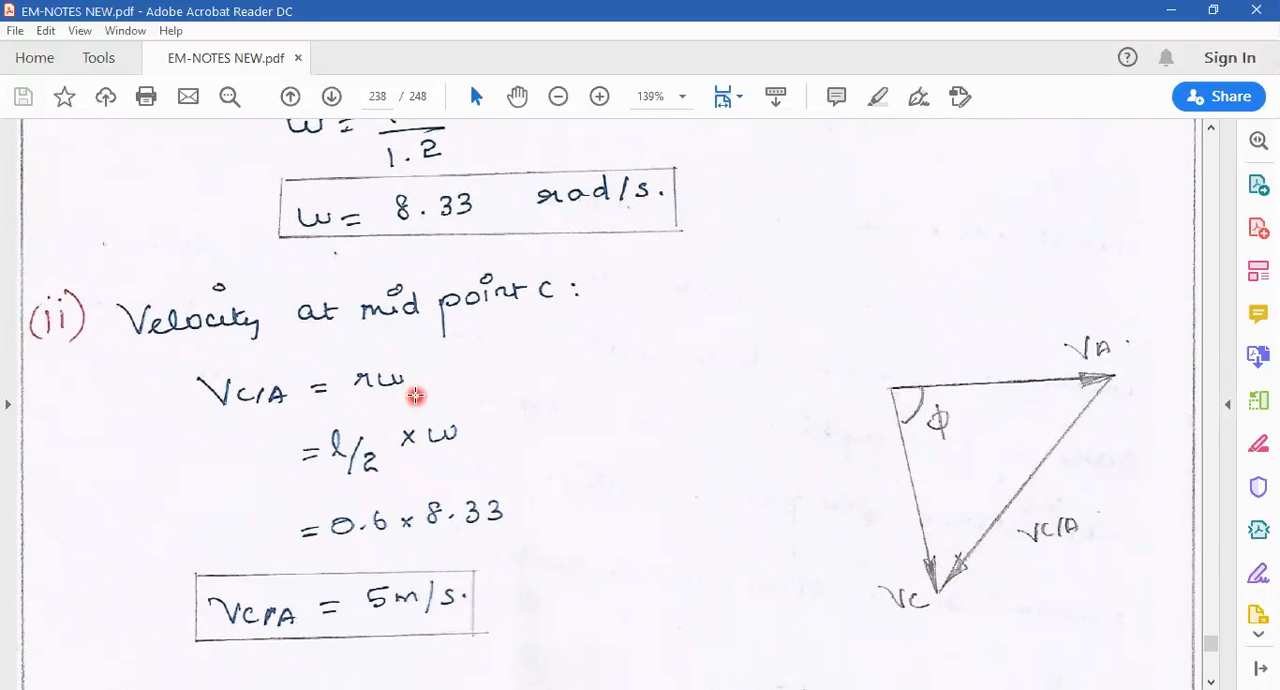 EM-NOTES NEW.pdf - Adobe Acrobat Reader DC
File Edit View Window Help
Home Tools EM-NOTES NEW.pdf × Sign In
238 / 248 139% Share
ω =
1.2
ω = 8.33 rad/s.
(ii) Velocity at mid point C :
VC/A = rω
= l/2 × ω
= 0.6 × 8.33
VC/A = 5m/s.
VA
φ
VC/A
VC